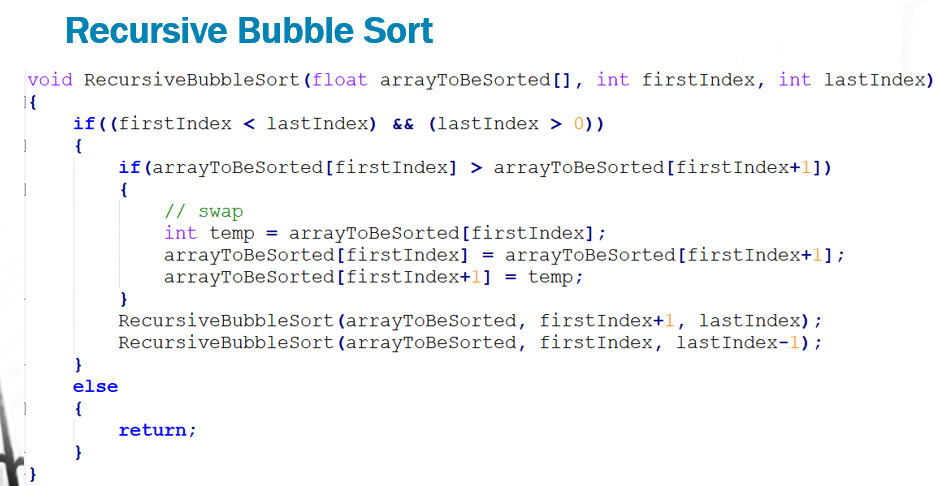 Recursive Bubble Sort
void RecursiveBubbleSort(float arrayToBeSorted[], int firstIndex, int lastIndex)
{
    if((firstIndex < lastIndex) && (lastIndex > 0))
    {
        if(arrayToBeSorted[firstIndex] > arrayToBeSorted[firstIndex+1])
        {
            // swap
            int temp = arrayToBeSorted[firstIndex];
            arrayToBeSorted[firstIndex] = arrayToBeSorted[firstIndex+1];
            arrayToBeSorted[firstIndex+1] = temp;
        }
        RecursiveBubbleSort(arrayToBeSorted, firstIndex+1, lastIndex);
        RecursiveBubbleSort(arrayToBeSorted, firstIndex, lastIndex-1);
    }
    else
    {
        return;
    }
}